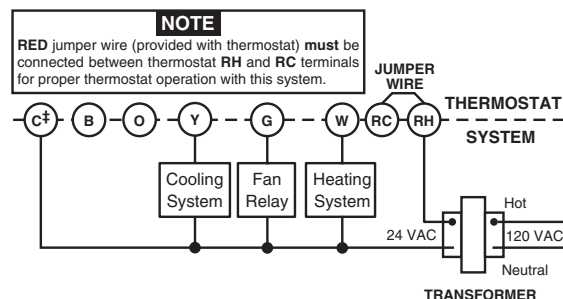 NOTE
RED jumper wire (provided with thermostat) must be
connected between thermostat RH and RC terminals
for proper thermostat operation with this system.
JUMPER
WIRE
C‡ B O Y G W RC RH
THERMOSTAT
SYSTEM
Cooling
System
Fan
Relay
Heating
System
Hot
24 VAC
120 VAC
Neutral
TRANSFORMER